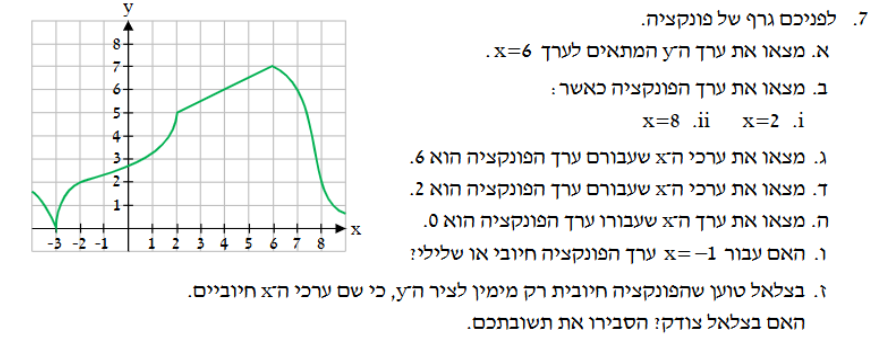 7. לפניכם גרף של פונקציה.
א. מצאו את ערך ה־y המתאים לערך x=6.
ב. מצאו את ערך הפונקציה כאשר:
i. x=2 ii. x=8
ג. מצאו את ערכי ה־x שעבורם ערך הפונקציה הוא 6.
ד. מצאו את ערכי ה־x שעבורם ערך הפונקציה הוא 2.
ה. מצאו את ערך ה־x שעבורו ערך הפונקציה הוא 0.
ו. האם עבור x=−1 ערך הפונקציה חיובי או שלילי?
ז. בצלאל טוען שהפונקציה חיובית רק מימין לציר ה־y, כי שם ערכי ה־x חיוביים.
האם בצלאל צודק? הסבירו את תשובתכם.
y
8
7
6
5
4
3
2
1
-3 -2 -1 1 2 3 4 5 6 7 8 x